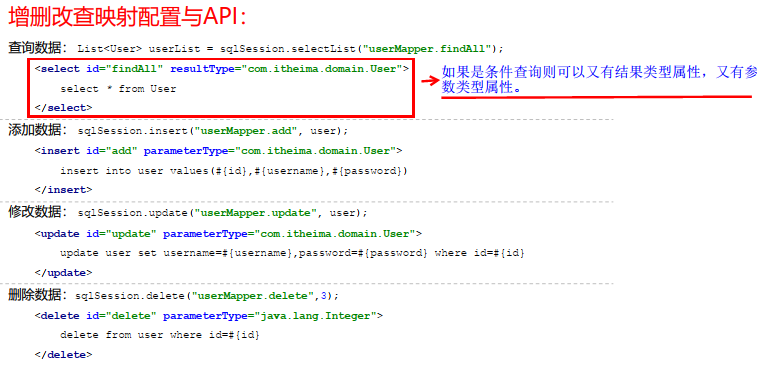 增删改查映射配置与API：
查询数据： List<User> userList = sqlSession.selectList("userMapper.findAll");
<select id="findAll" resultType="com.itheima.domain.User">
select * from User
</select>
如果是条件查询则可以又有结果类型属性，又有参
数类型属性。
添加数据： sqlSession.insert("userMapper.add", user);
<insert id="add" parameterType="com.itheima.domain.User">
insert into user values(#{id},#{username},#{password})
</insert>
修改数据： sqlSession.update("userMapper.update", user);
<update id="update" parameterType="com.itheima.domain.User">
update user set username=#{username},password=#{password} where id=#{id}
</update>
删除数据：sqlSession.delete("userMapper.delete",3);
<delete id="delete" parameterType="java.lang.Integer">
delete from user where id=#{id}
</delete>